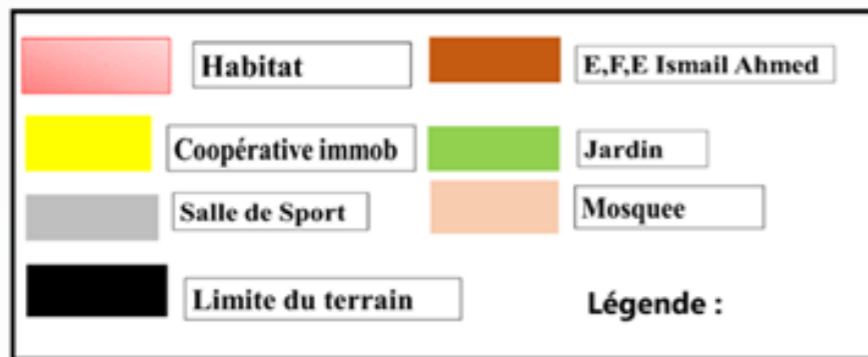 Habitat
E,F,E Ismail Ahmed
Coopérative immob
Jardin
Salle de Sport
Mosquee
Limite du terrain
Légende :